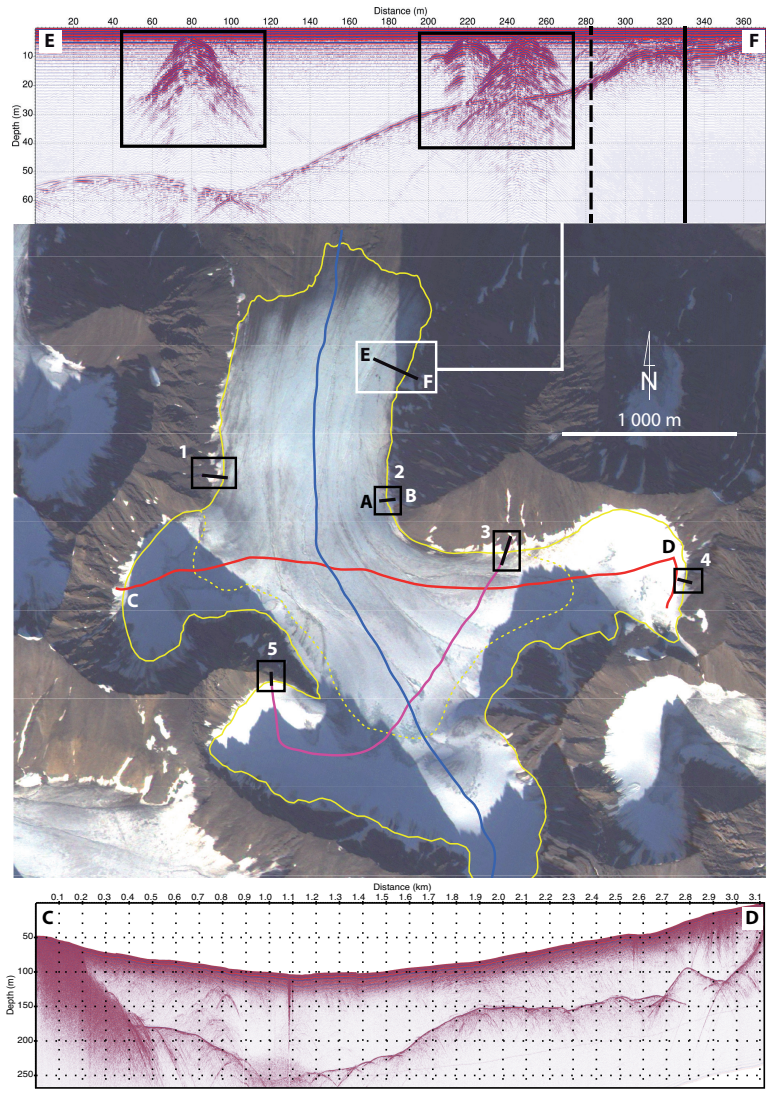 Distance (m)
20 40 60 80 100 120 140 160 180 200 220 240 260 280 300 320 340 360
E F
10
20
30
40
50
60
Depth (m)
E
F
N
1 000 m
1
2
A B
3
D
4
C
5
Distance (km)
0.1 0.2 0.3 0.4 0.5 0.6 0.7 0.8 0.9 1.0 1.1 1.2 1.3 1.4 1.5 1.6 1.7 1.8 1.9 2.0 2.1 2.2 2.3 2.4 2.5 2.6 2.7 2.8 2.9 3.0 3.1
C D
50
100
150
200
250
Depth (m)